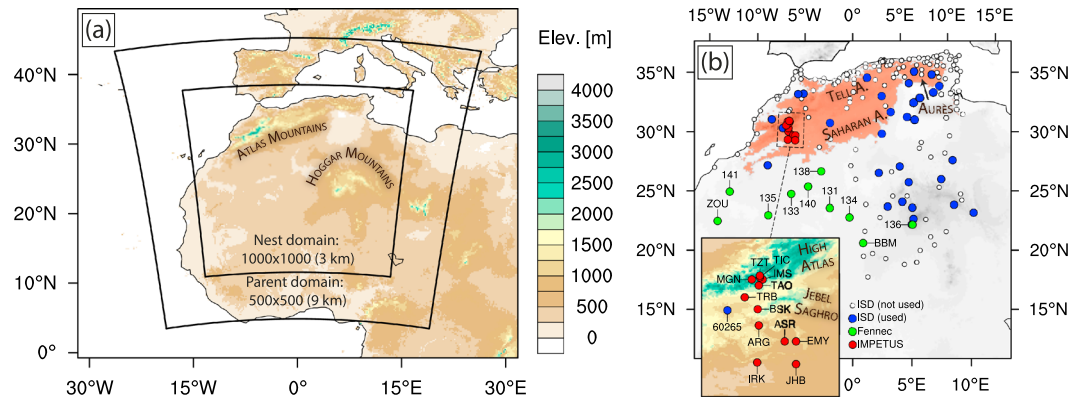 (a)
40°N
30°N
20°N
10°N
0°
30°W
15°W
0°
15°E
30°E
ATLAS MOUNTAINS
HOGGAR MOUNTAINS
Nest domain:
1000x1000 (3 km)
Parent domain:
500x500 (9 km)
Elev. [m]
4000
3500
3000
2500
2000
1500
1000
500
0
15°W
10°W
5°W
0°
5°E
10°E
15°E
(b)
35°N
30°N
25°N
20°N
15°N
TELL A.
SAHARAN A.
AURÈS
141
ZOU
135
138
133
140
131
134
136
BBM
HIGH
ATLAS
TZT
TIC
MGN
IMS
TAO
TRB
JEBEL
SAGHRO
BSK
60265
ARG
ASR
EMY
IRK
JHB
ISD (not used)
ISD (used)
Fennec
IMPETUS
0°
5°E
10°E